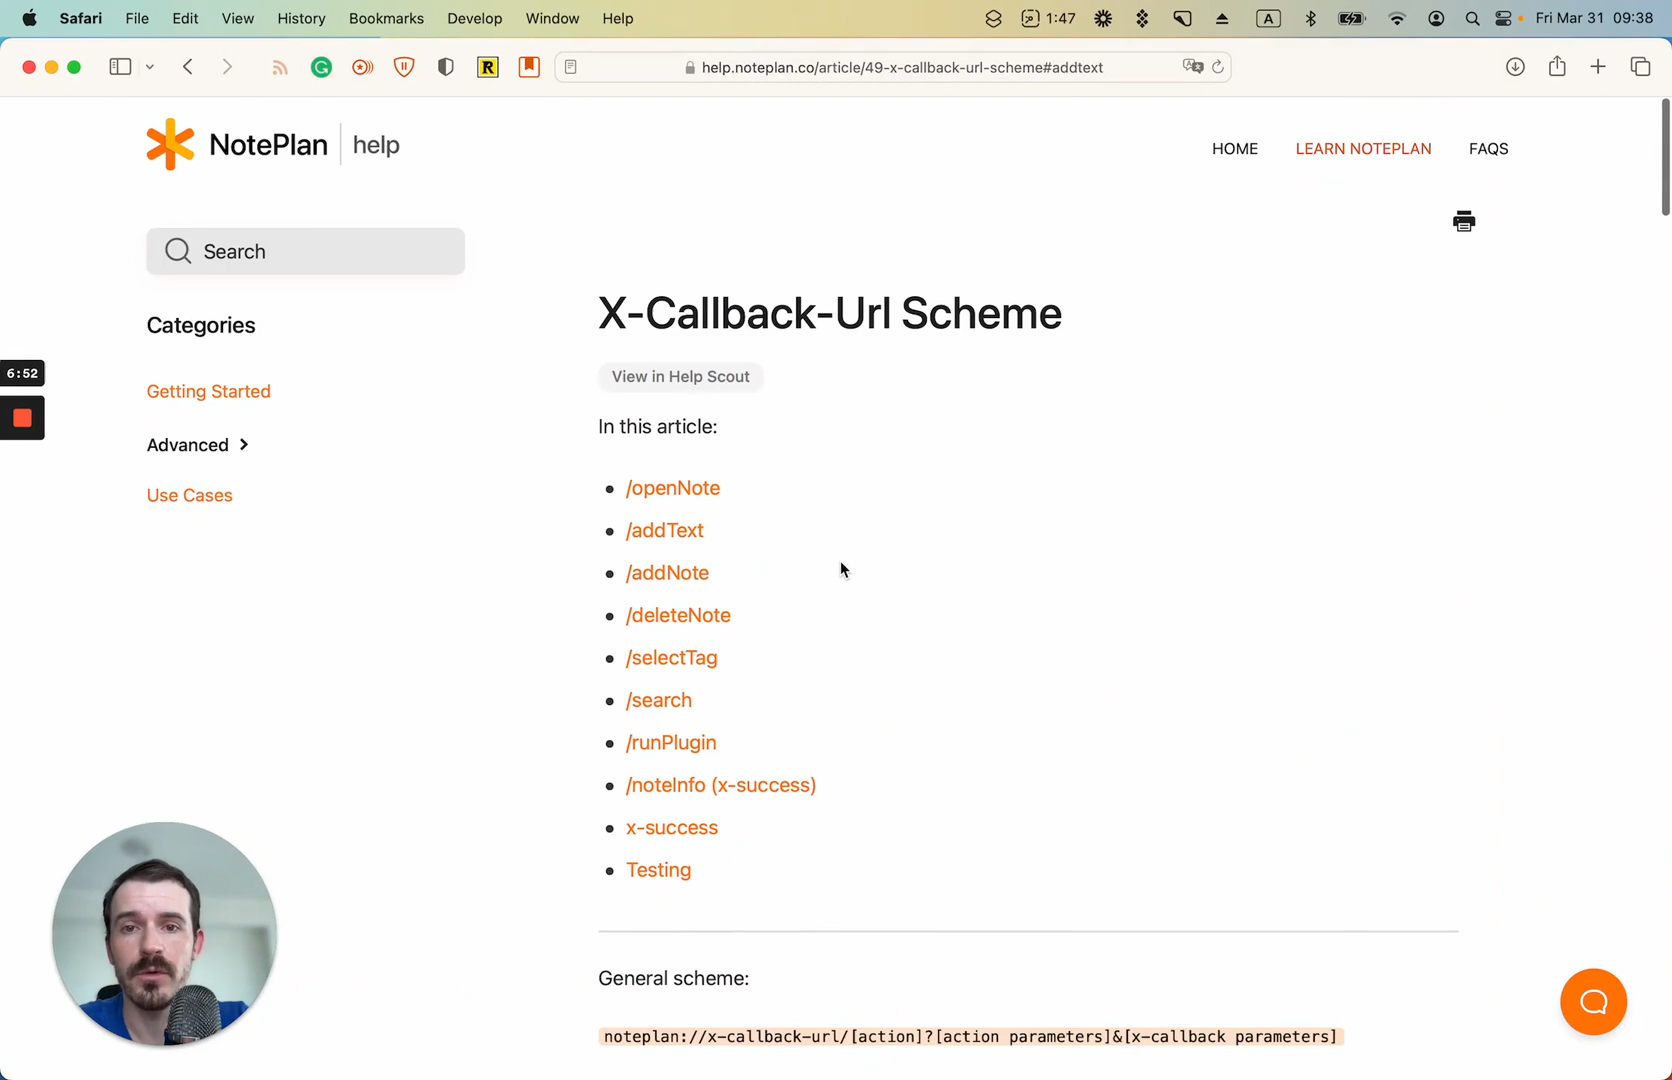 Safari File Edit View History Bookmarks Develop Window Help 1:47 A Fri Mar 31 09:38
help.noteplan.co/article/49-x-callback-url-scheme#addtext
NotePlan help
HOME LEARN NOTEPLAN FAQS
Search
X-Callback-Url Scheme
Categories
View in Help Scout
6:52
Getting Started
In this article:
Advanced
/openNote
Use Cases
/addText
/addNote
/deleteNote
/selectTag
/search
/runPlugin
/noteInfo (x-success)
x-success
Testing
General scheme:
noteplan://x-callback-url/[action]?[action parameters]&[x-callback parameters]